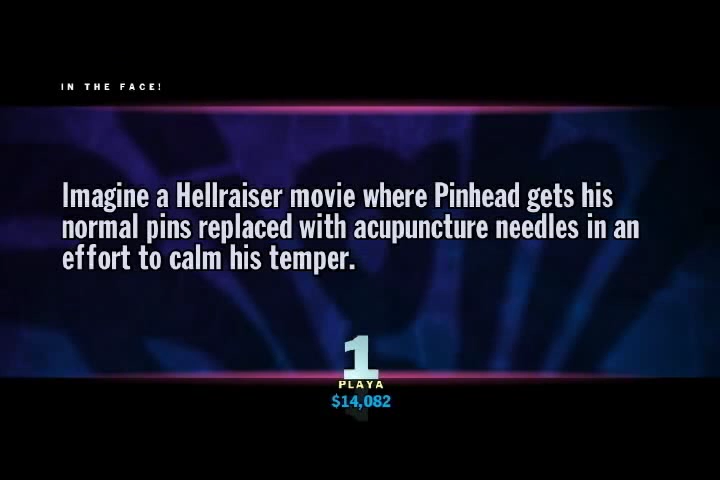 IN THE FACE!
Imagine a Hellraiser movie where Pinhead gets his
normal pins replaced with acupuncture needles in an
effort to calm his temper.
1
PLAYA
$14,082